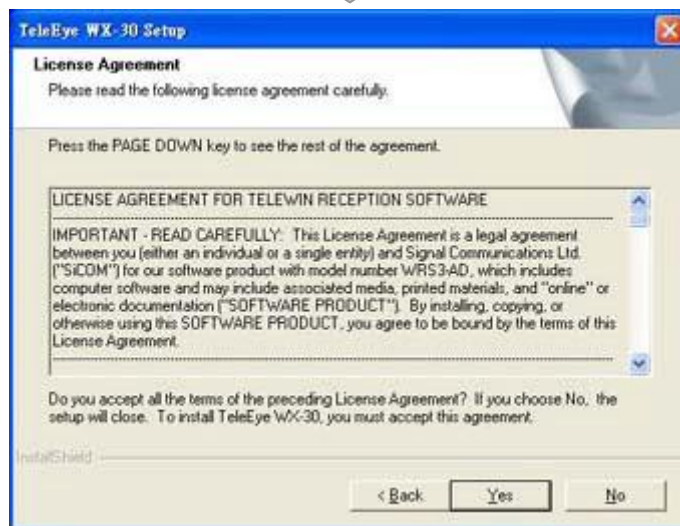 TeleEye WX-30 Setup
License Agreement
Please read the following license agreement carefully.
Press the PAGE DOWN key to see the rest of the agreement.
LICENSE AGREEMENT FOR TELEWIN RECEPTION SOFTWARE
IMPORTANT - READ CAREFULLY: This License Agreement is a legal agreement
between you (either an individual or a single entity) and Signal Communications Ltd.
("SiCOM") for our software product with model number WRS3-AD, which includes
computer software and may include associated media, printed materials, and "online" or
electronic documentation ("SOFTWARE PRODUCT"). By installing, copying, or
otherwise using this SOFTWARE PRODUCT, you agree to be bound by the terms of this
License Agreement.
Do you accept all the terms of the preceding License Agreement? If you choose No, the
setup will close. To install TeleEye WX-30, you must accept this agreement.
InstallShield
< Back
Yes
No